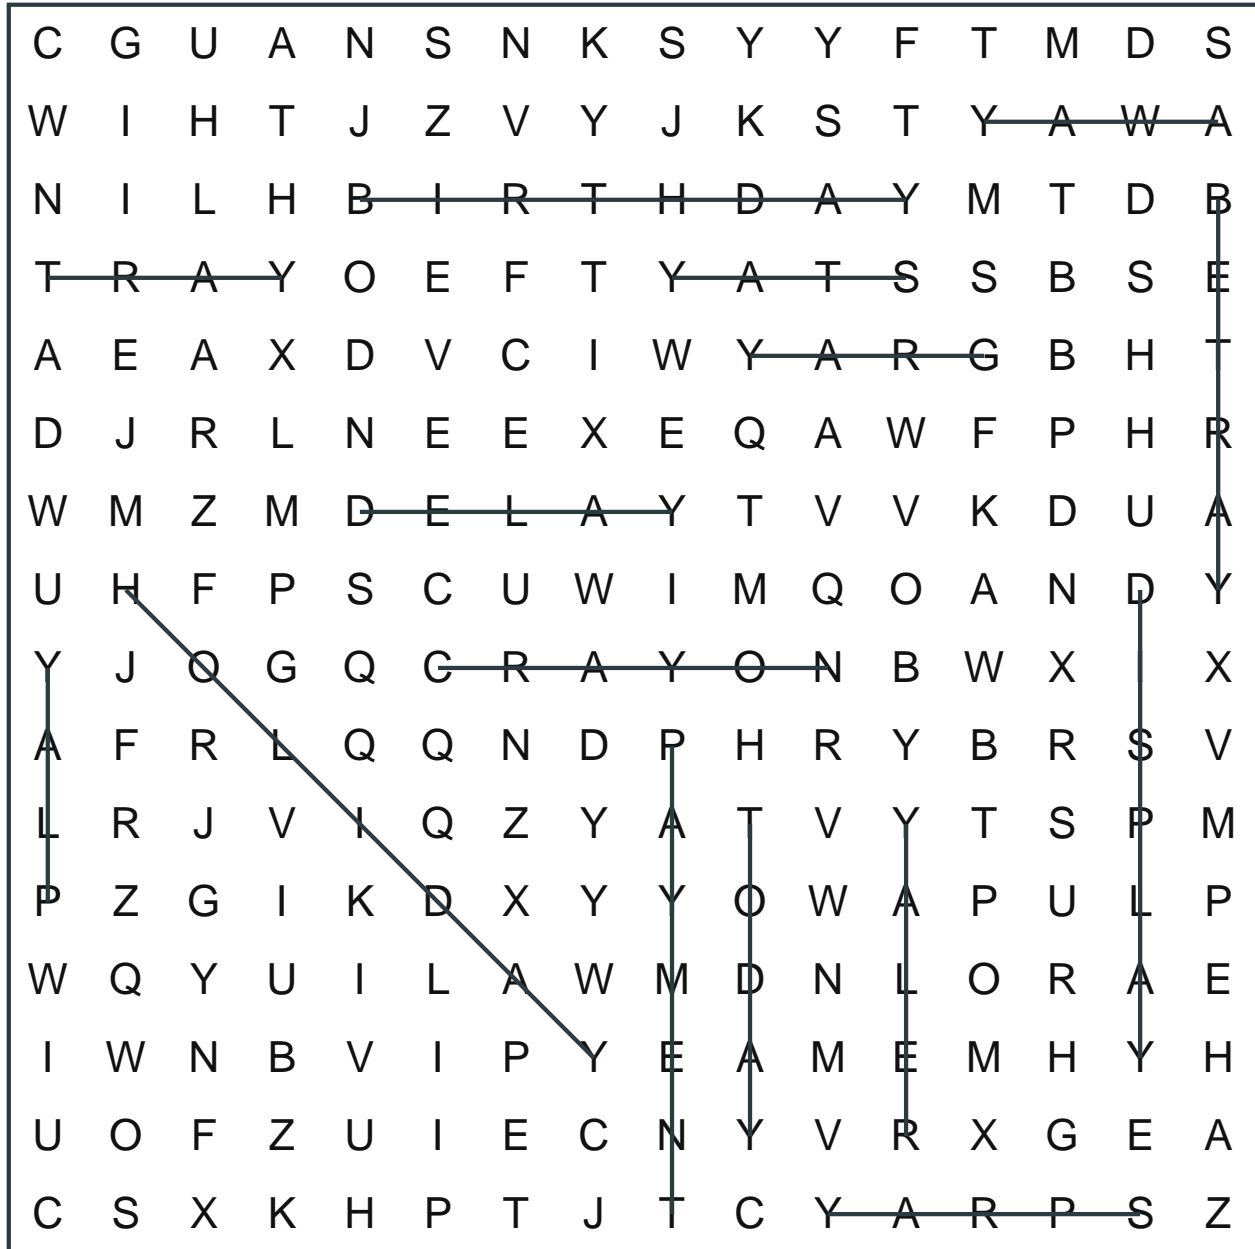 C G U A N S N K S Y Y F T M D S
W I H T J Z V Y J K S T Y A W A
N I L H B I R T H D A Y M T D B
T R A Y O E F T Y A T S S B S E
A E A X D V C I W Y A R G B H T
D J R L N E E X E Q A W F P H R
W M Z M D E L A Y T V V K D U A
U H F P S C U W I M Q O A N D Y
Y J O G Q C R A Y O N B W X I X
A F R L Q Q N D P H R Y B R S V
L R J V I Q Z Y A T V Y T S P M
P Z G I K D X Y Y O W A P U L P
W Q Y U I L A W M D N L O R A E
I W N B V I P Y E A M E M H Y H
U O F Z U I E C N Y V R X G E A
C S X K H P T J T C Y A R P S Z